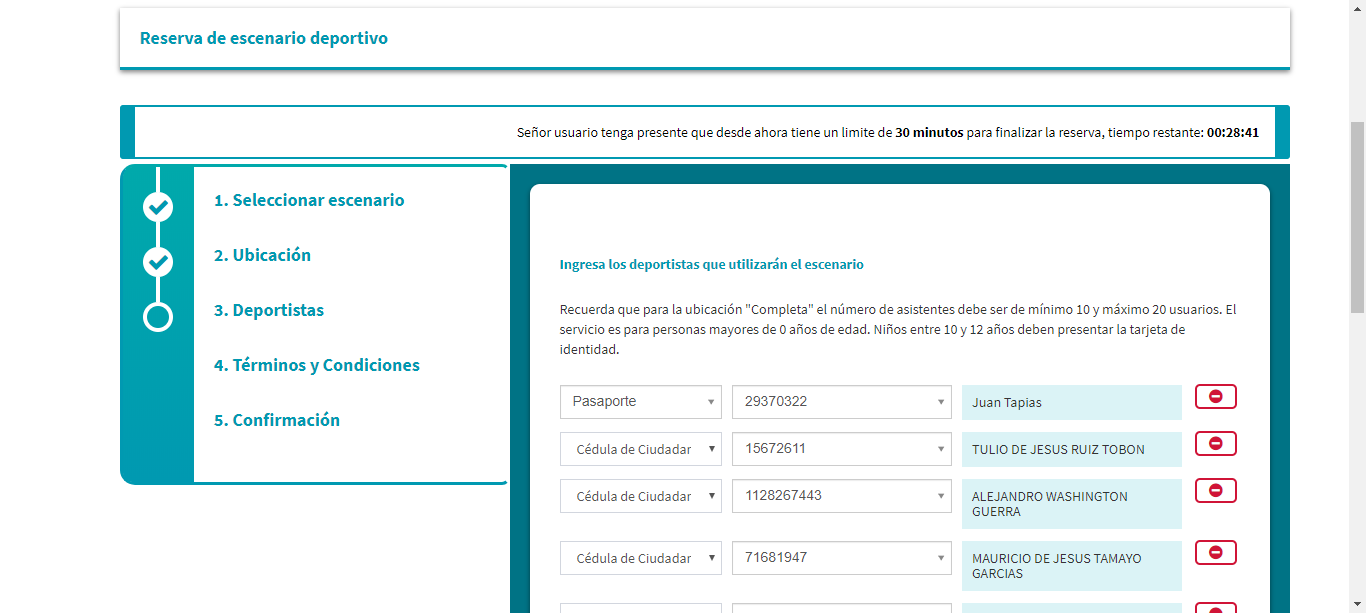 Reserva de escenario deportivo
Señor usuario tenga presente que desde ahora tiene un limite de 30 minutos para finalizar la reserva, tiempo restante: 00:28:41
1. Seleccionar escenario
2. Ubicación
3. Deportistas
4. Términos y Condiciones
5. Confirmación
Ingresa los deportistas que utilizarán el escenario
Recuerda que para la ubicación "Completa" el número de asistentes debe ser de mínimo 10 y máximo 20 usuarios. El
servicio es para personas mayores de 0 años de edad. Niños entre 10 y 12 años deben presentar la tarjeta de
identidad.
Pasaporte 29370322 Juan Tapias
Cédula de Ciudadar 15672611 TULIO DE JESUS RUIZ TOBON
Cédula de Ciudadar 1128267443 ALEJANDRO WASHINGTON
GUERRA
Cédula de Ciudadar 71681947 MAURICIO DE JESUS TAMAYO
GARCIAS